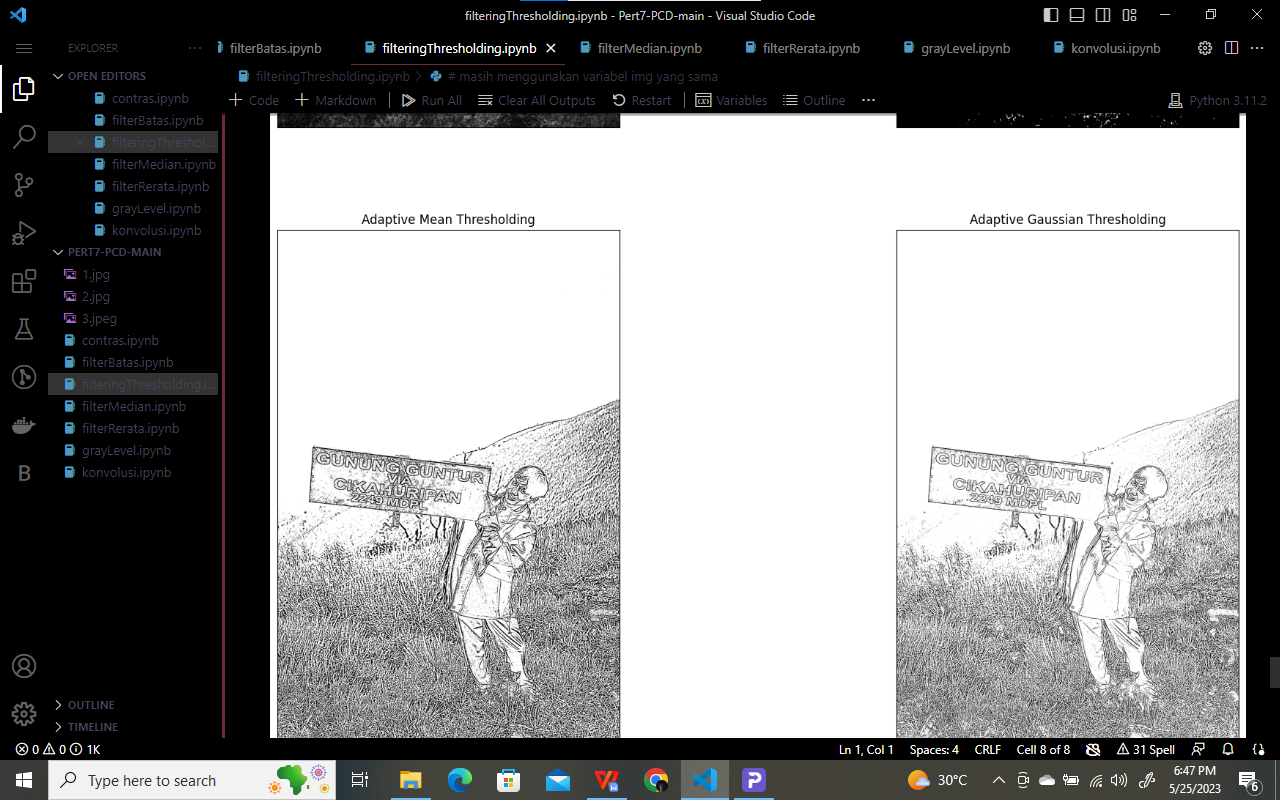 filteringThresholding.ipynb - Pert7-PCD-main - Visual Studio Code
EXPLORER
filterBatas.ipynb
filteringThresholding.ipynb
filterMedian.ipynb
filterRerata.ipynb
grayLevel.ipynb
konvolusi.ipynb
filteringThresholding.ipynb > # masih menggunakan variabel img yang sama
Code
Markdown
Run All
Clear All Outputs
Restart
Variables
Outline
Python 3.11.2
OPEN EDITORS
contras.ipynb
filterBatas.ipynb
filteringThreshol...
filterMedian.ipynb
filterRerata.ipynb
grayLevel.ipynb
konvolusi.ipynb
PERT7-PCD-MAIN
1.jpg
2.jpg
3.jpeg
contras.ipynb
filterBatas.ipynb
filteringThresholding.i...
filterMedian.ipynb
filterRerata.ipynb
grayLevel.ipynb
konvolusi.ipynb
OUTLINE
TIMELINE
Adaptive Mean Thresholding
GUNUNG GUNTUR
VIA
CIKAHURIPAN
2249 MDPL
Adaptive Gaussian Thresholding
GUNUNG GUNTUR
VIA
CIKAHURIPAN
2249 MDPL
0 0 1K
Ln 1, Col 1
Spaces: 4
CRLF
Cell 8 of 8
31 Spell
Type here to search
30°C
6:47 PM
5/25/2023
6